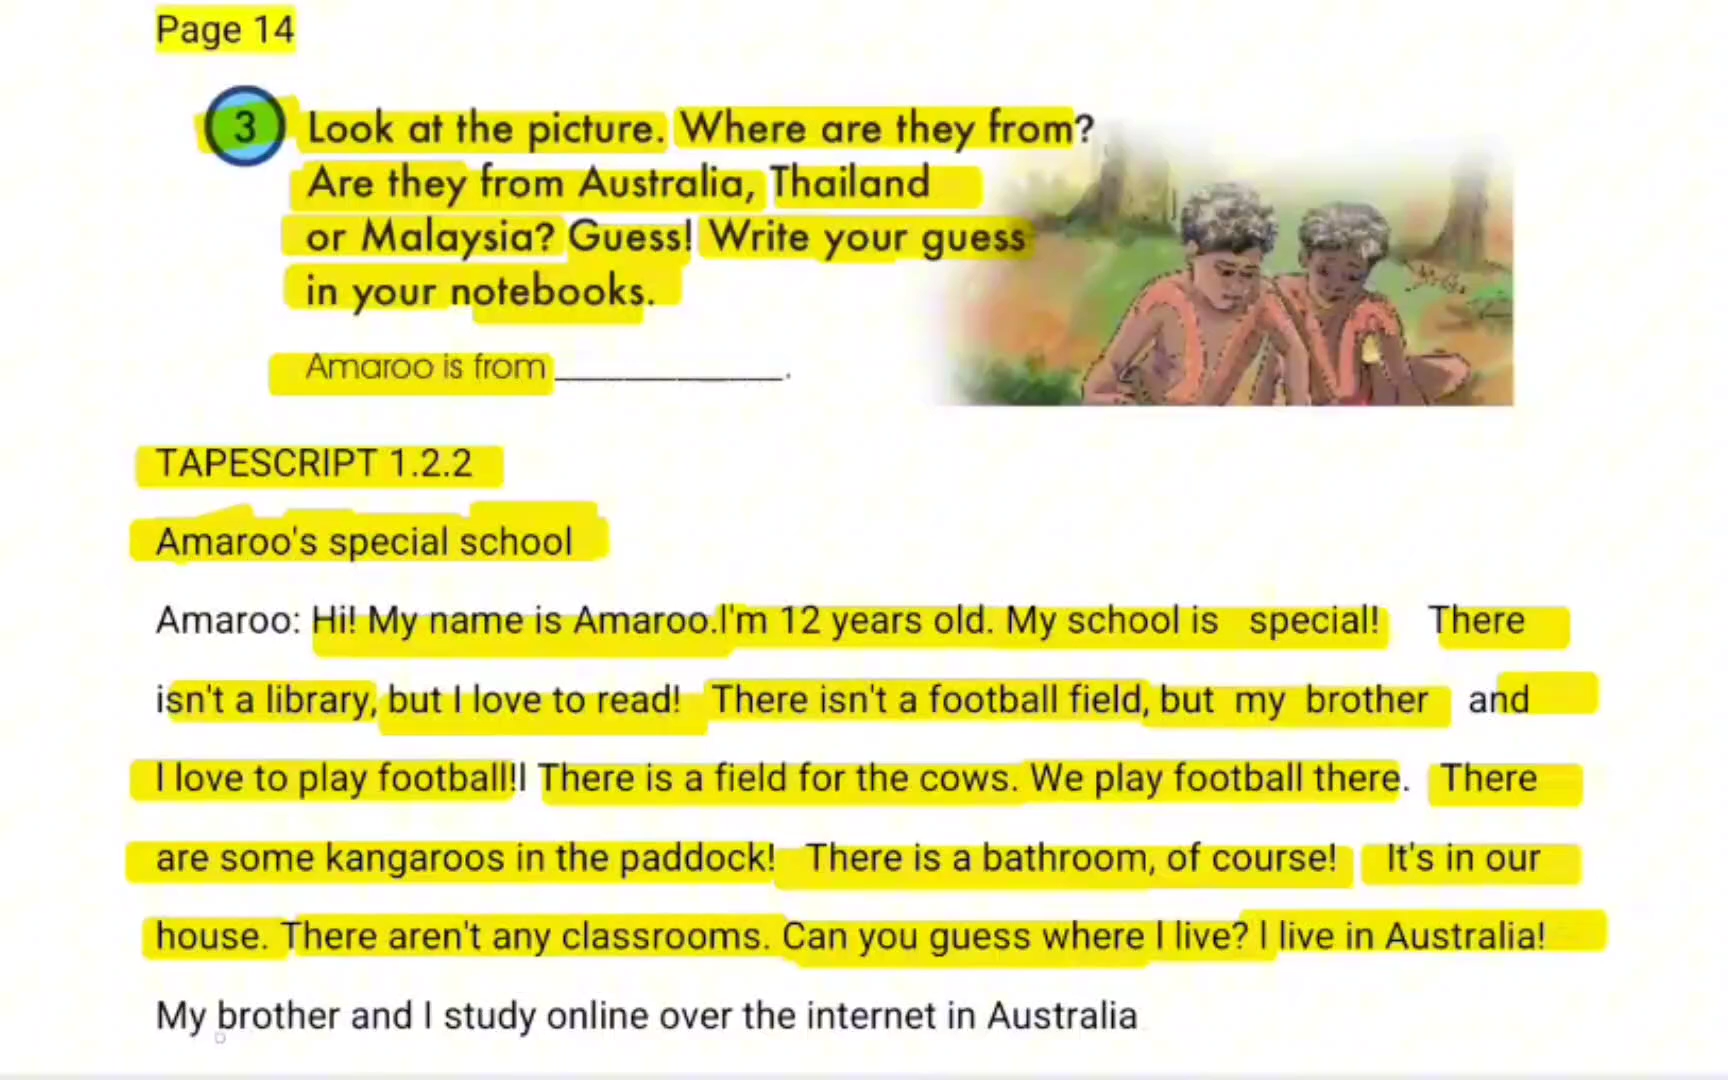 Page 14
3 Look at the picture. Where are they from?
Are they from Australia, Thailand
or Malaysia? Guess! Write your guess
in your notebooks.
Amaroo is from ____________.
TAPESCRIPT 1.2.2
Amaroo's special school
Amaroo: Hi! My name is Amaroo.I'm 12 years old. My school is special! There
isn't a library, but I love to read! There isn't a football field, but my brother and
I love to play football!l There is a field for the cows. We play football there. There
are some kangaroos in the paddock! There is a bathroom, of course! It's in our
house. There aren't any classrooms. Can you guess where I live? I live in Australia!
My brother and I study online over the internet in Australia